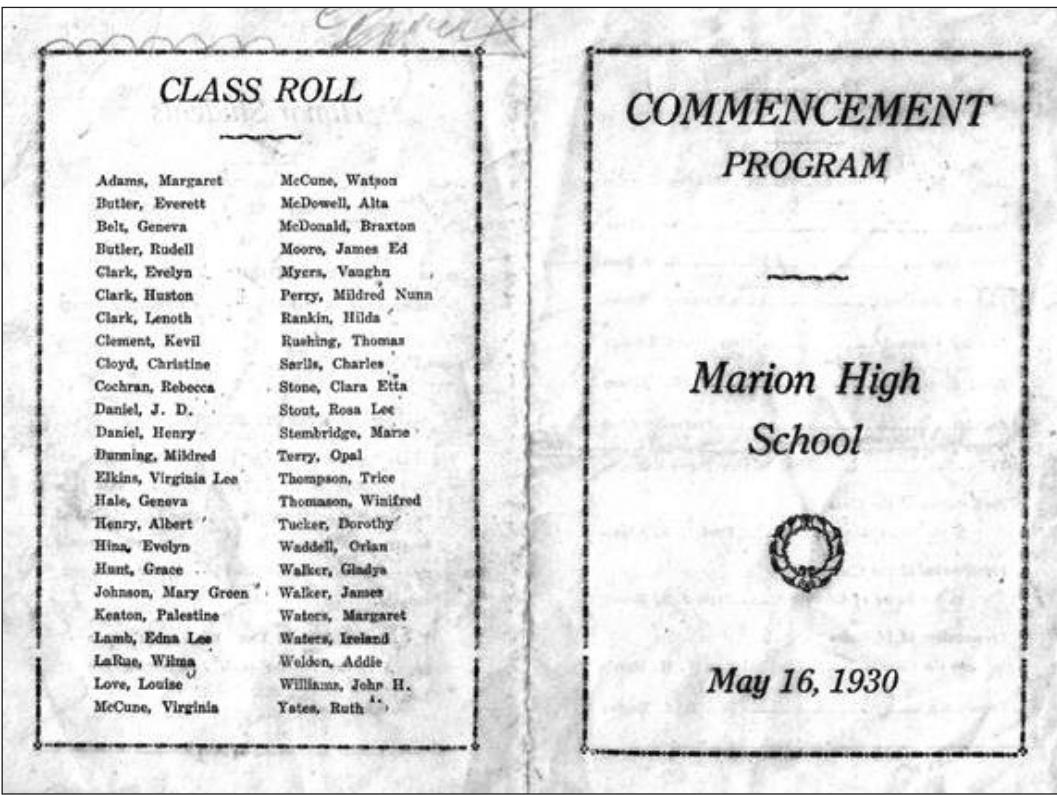 CLASS ROLL
Adams, Margaret
Butler, Everett
Belt, Geneva
Butler, Rudell
Clark, Evelyn
Clark, Huston
Clark, Lenoth
Clement, Kevil
Cloyd, Christine
Cochran, Rebecca
Daniel, J. D.
Daniel, Henry
Dunning, Mildred
Elkins, Virginia Lee
Hale, Geneva
Henry, Albert
Hina, Evelyn
Hunt, Grace
Johnson, Mary Green
Keaton, Palestine
Lamb, Edna Lee
LaRue, Wilma
Love, Louise
McCune, Virginia
McCune, Watson
McDowell, Alta
McDonald, Braxton
Moore, James Ed
Myers, Vaughn
Perry, Mildred Nunn
Rankin, Hilda
Rushing, Thomas
Sarlls, Charles
Stone, Clara Etta
Stout, Rosa Lee
Stembridge, Marie
Terry, Opal
Thompson, Trice
Thomason, Winifred
Tucker, Dorothy
Waddell, Orlan
Walker, Gladys
Walker, James
Waters, Margaret
Waters, Ireland
Weldon, Addie
Williams, John H.
Yates, Ruth
COMMENCEMENT
PROGRAM
Marion High
School
May 16, 1930